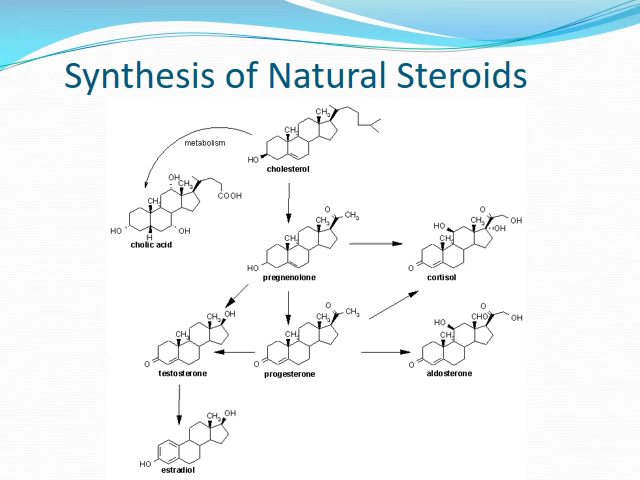 Synthesis of Natural Steroids
CH₃
CH₃
HO
cholesterol
metabolism
OH
CH₃
CH₃
COOH
HO
H
OH
cholic acid
O
CH₃
CH₃
CH₃
HO
pregnenolone
O
OH
HO
CH₃
OH
CH₃
O
cortisol
OH
CH₃
CH₃
O
testosterone
O
CH₃
CH₃
CH₃
O
progesterone
O
CHO
OH
HO
CH₃
O
aldosterone
OH
CH₃
HO
estradiol